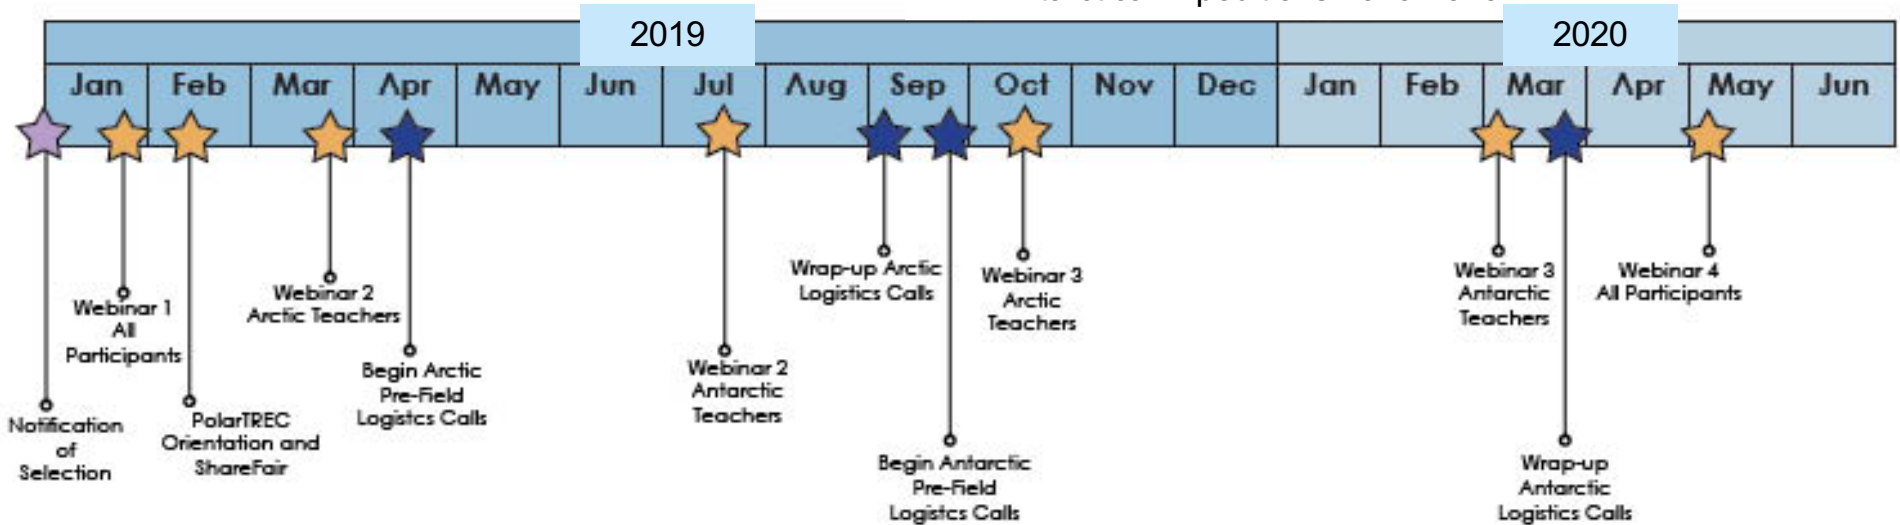 2019
2020
Jan
Feb
Mar
Apr
May
Jun
Jul
Aug
Sep
Oct
Nov
Dec
Jan
Feb
Mar
Apr
May
Jun
Notification
of
Selection
Webinar 1
All
Participants
PolarTREC
Orientation and
ShareFair
Webinar 2
Arctic Teachers
Begin Arctic
Pre-Field
Logistcs Calls
Webinar 2
Antarctic
Teachers
Wrap-up Arctic
Logistics Calls
Begin Antarctic
Pre-Field
Logistcs Calls
Webinar 3
Arctic
Teachers
Webinar 3
Antarctic
Teachers
Wrap-up
Antarctic
Logistics Calls
Webinar 4
All Participants